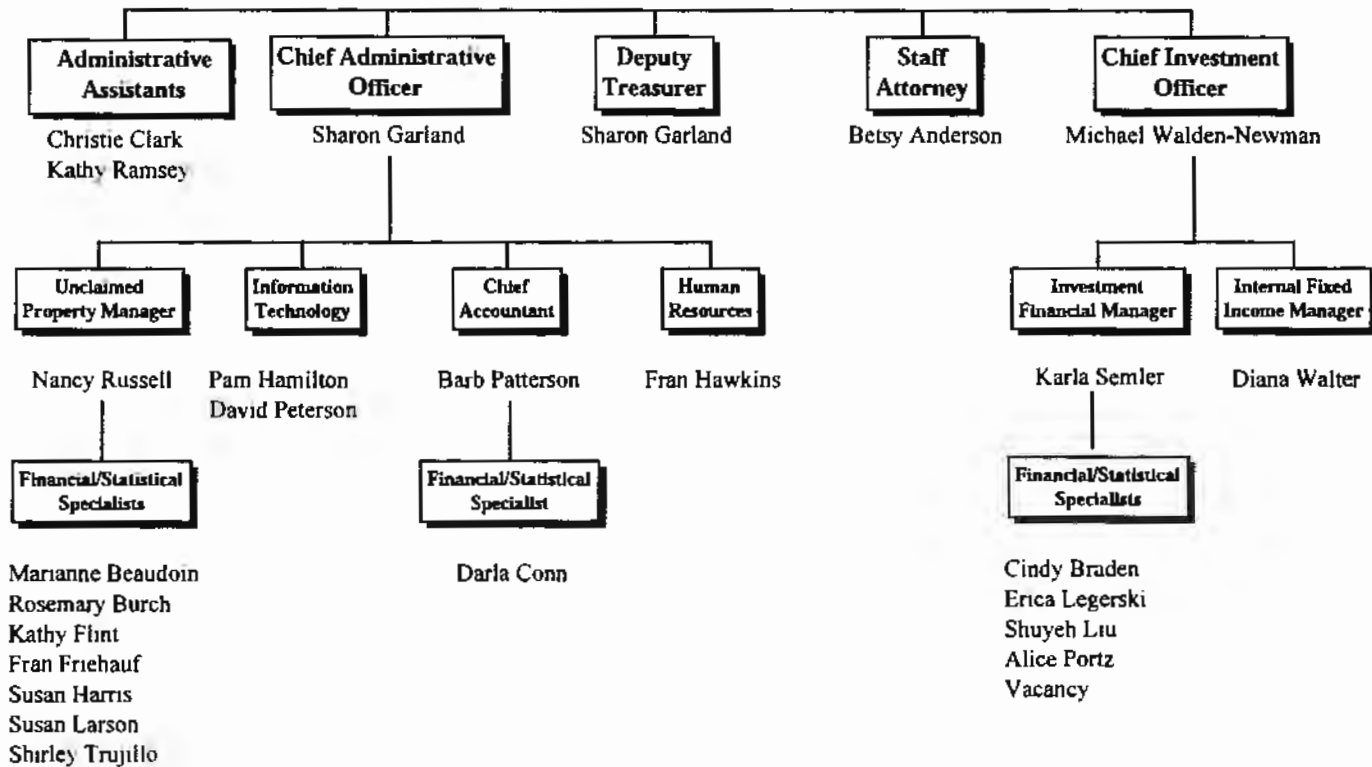 Administrative
Assistants
Christie Clark
Kathy Ramsey
Chief Administrative
Officer
Sharon Garland
Deputy
Treasurer
Sharon Garland
Staff
Attorney
Betsy Anderson
Chief Investment
Officer
Michael Walden-Newman
Unclaimed
Property Manager
Nancy Russell
Information
Technology
Pam Hamilton
David Peterson
Chief
Accountant
Barb Patterson
Human
Resources
Fran Hawkins
Investment
Financial Manager
Karla Semler
Internal Fixed
Income Manager
Diana Walter
Financial/Statistical
Specialists
Marianne Beaudoin
Rosemary Burch
Kathy Flint
Fran Friehauf
Susan Harris
Susan Larson
Shirley Trujillo
Financial/Statistical
Specialist
Darla Conn
Financial/Statistical
Specialists
Cindy Braden
Erica Legerski
Shuyeh Liu
Alice Portz
Vacancy